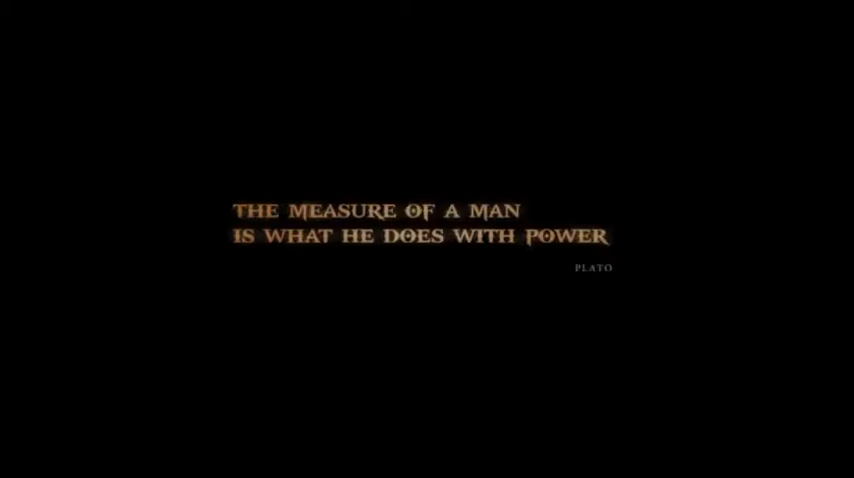 THE MEASURE OF A MAN
IS WHAT HE DOES WITH POWER
PLATO